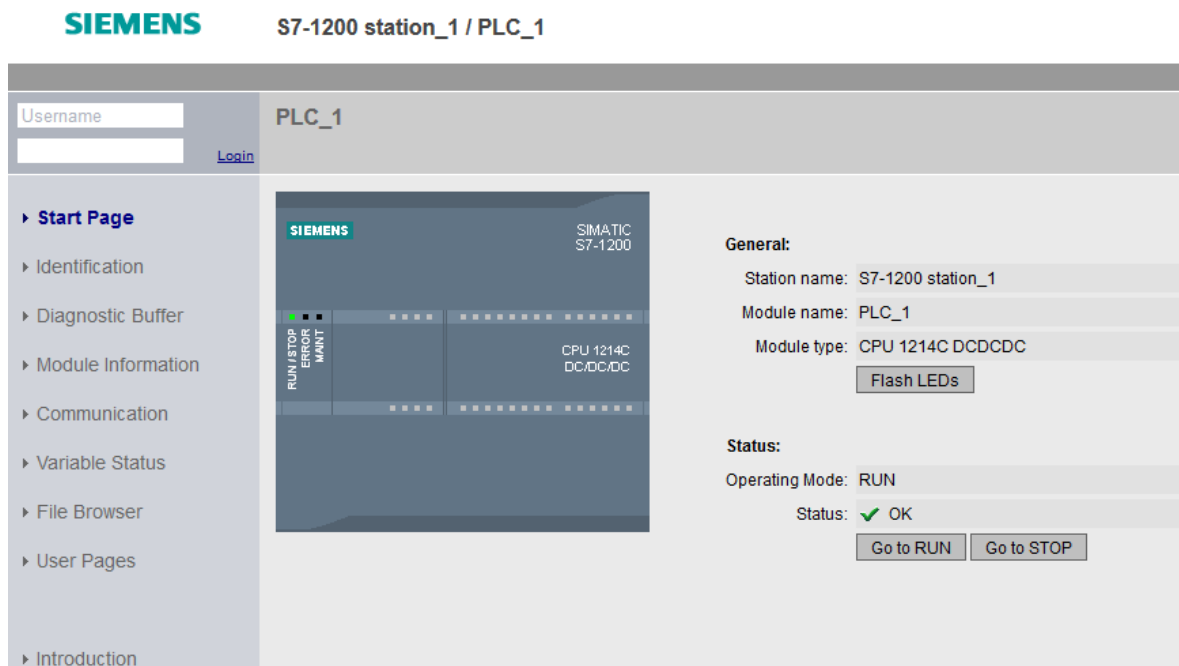 SIEMENS S7-1200 station_1 / PLC_1
Username
Login
PLC_1
Start Page
Identification
Diagnostic Buffer
Module Information
Communication
Variable Status
File Browser
User Pages
Introduction
SIEMENS
SIMATIC
S7-1200
RUN / STOP
ERROR
MAINT
CPU 1214C
DC/DC/DC
General:
Station name: S7-1200 station_1
Module name: PLC_1
Module type: CPU 1214C DCDCDC
Flash LEDs
Status:
Operating Mode: RUN
Status: OK
Go to RUN Go to STOP